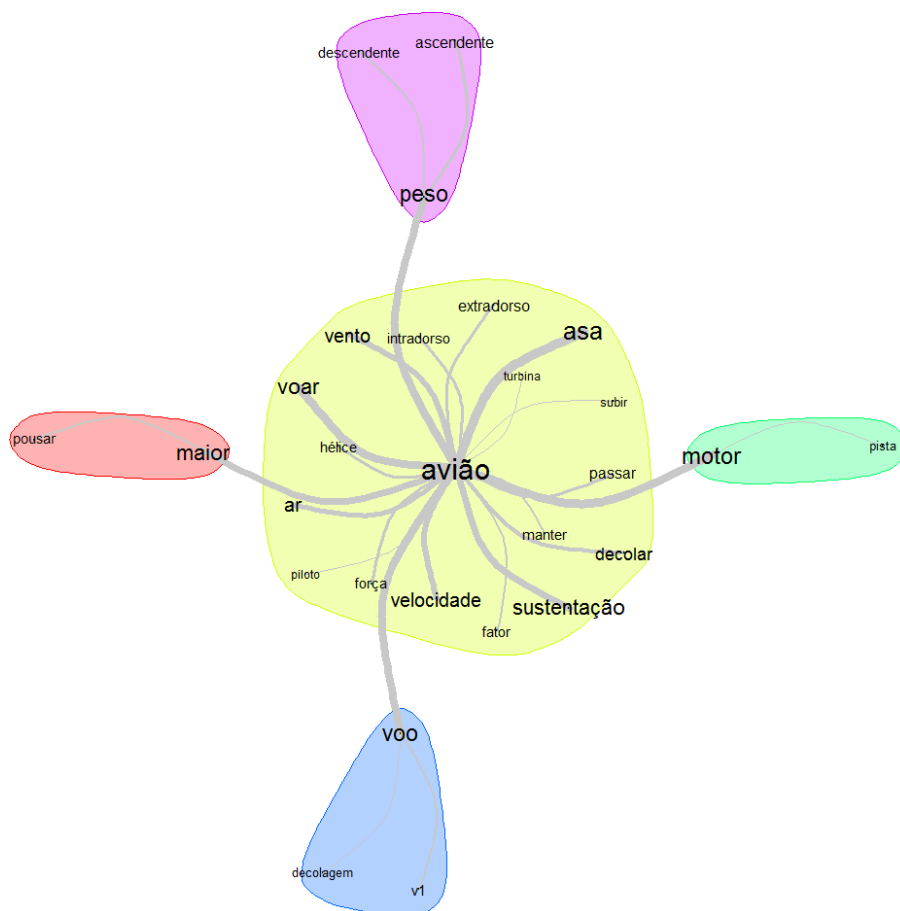 ascendente
descendente
peso
extradorso
asa
vento
intradorso
turbina
voar
subir
pousar
hélice
maior
avião
motor
pista
passar
ar
manter
decolar
piloto
força
velocidade
sustentação
fator
voo
decolagem
v1